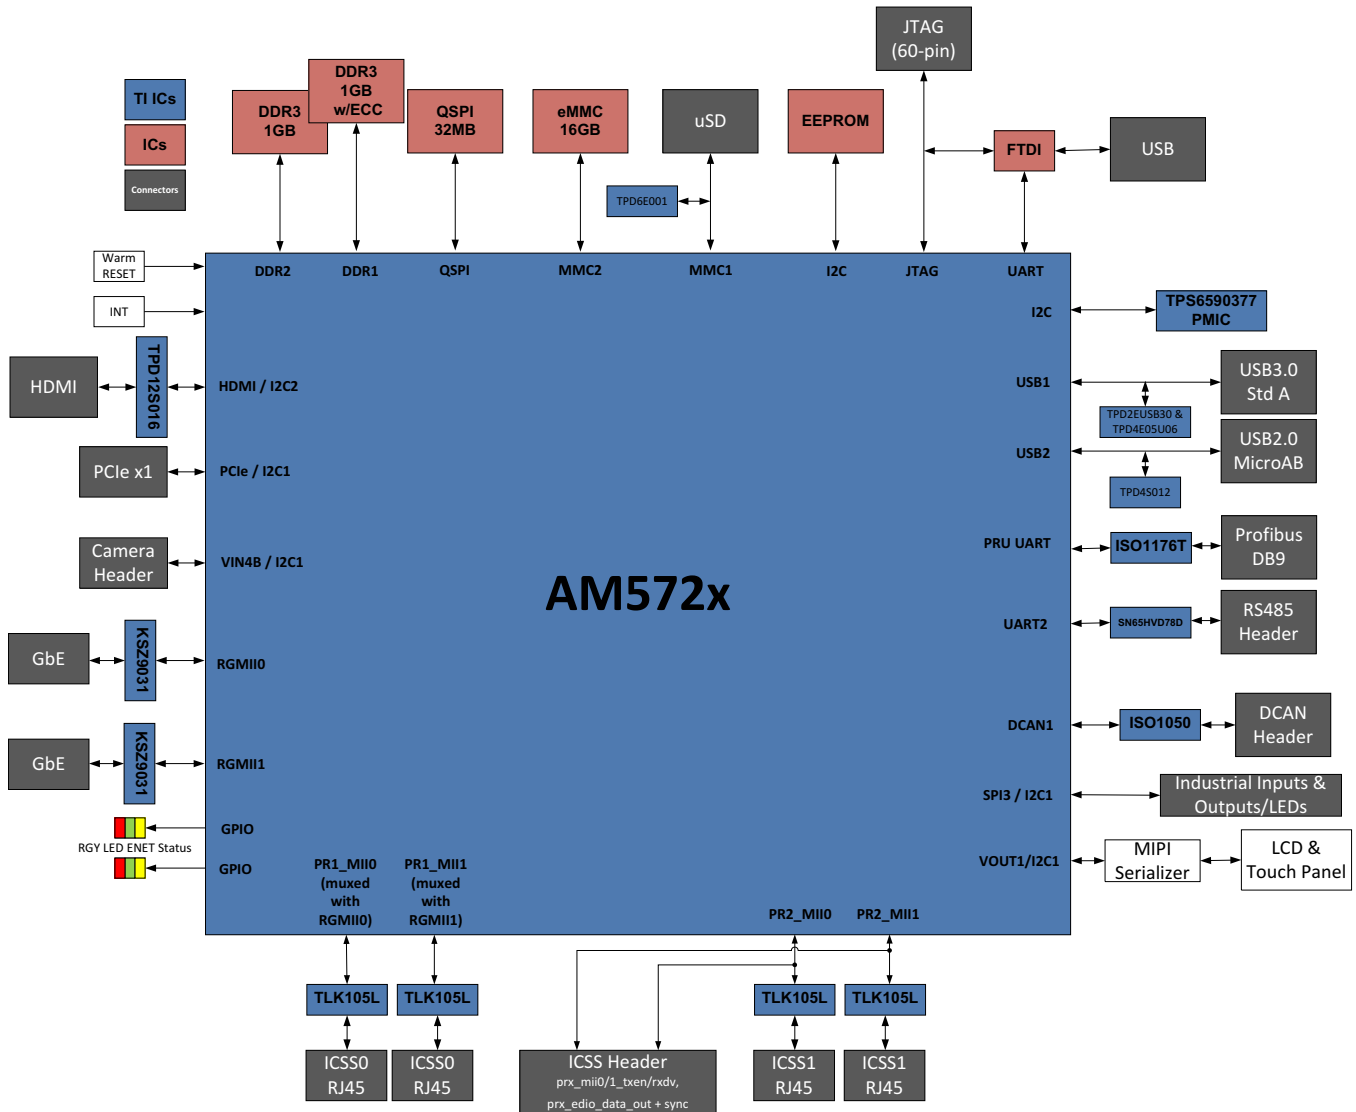 JTAG
(60-pin)
TI ICs
ICs
Connectors
DDR3
1GB
DDR3
1GB
w/ECC
QSPI
32MB
eMMC
16GB
uSD
EEPROM
FTDI
USB
TPD6E001
Warm
RESET
INT
DDR2
DDR1
QSPI
MMC2
MMC1
I2C
JTAG
UART
I2C
TPS6590377
PMIC
HDMI
TPD12S016
HDMI / I2C2
USB1
USB3.0
Std A
TPD2EUSB30 &
TPD4E05U06
PCIe x1
PCIe / I2C1
USB2
USB2.0
MicroAB
TPD4S012
Camera
Header
VIN4B / I2C1
PRU UART
ISO1176T
Profibus
DB9
AM572x
UART2
SN65HVD78D
RS485
Header
GbE
KSZ9031
RGMII0
DCAN1
ISO1050
DCAN
Header
GbE
KSZ9031
RGMII1
SPI3 / I2C1
Industrial Inputs &
Outputs/LEDs
GPIO
RGY LED ENET Status
GPIO
VOUT1/I2C1
MIPI
Serializer
LCD &
Touch Panel
PR1_MII0
(muxed
with
RGMII0)
PR1_MII1
(muxed
with
RGMII1)
PR2_MII0
PR2_MII1
TLK105L
TLK105L
TLK105L
TLK105L
ICSS0
RJ45
ICSS0
RJ45
ICSS Header
prx_mii0/1_txen/rxdv,
prx_edio_data_out + sync
ICSS1
RJ45
ICSS1
RJ45